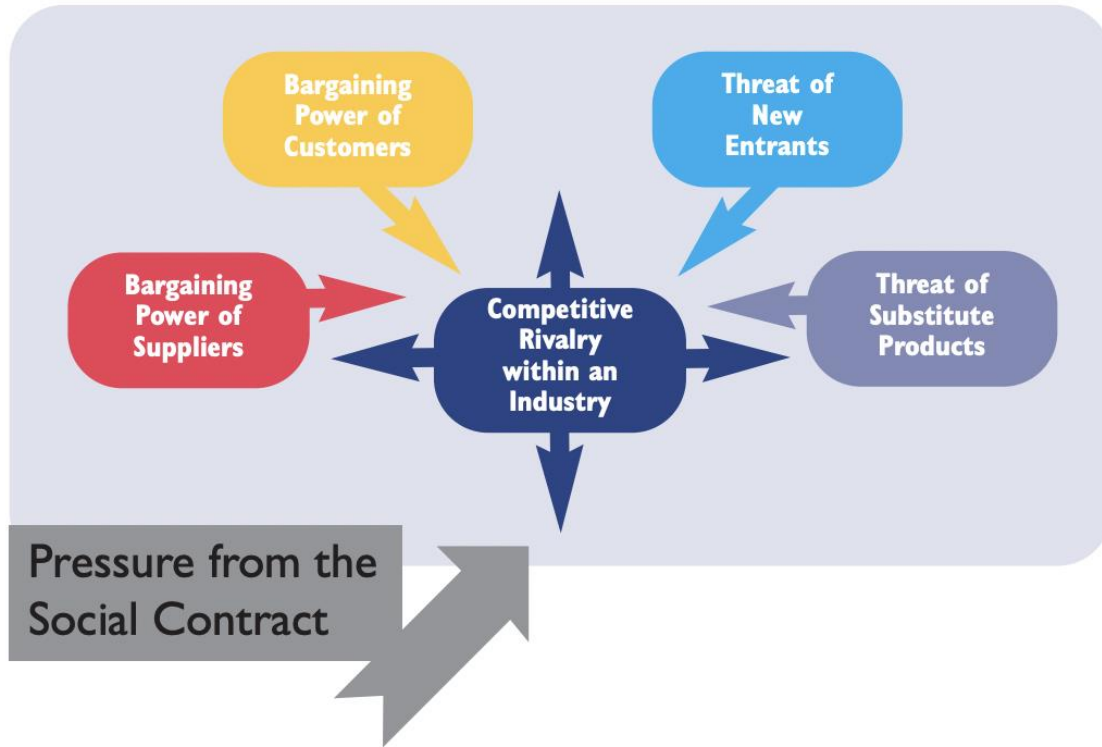 Bargaining
Power of
Customers
Threat of
New
Entrants
Bargaining
Power of
Suppliers
Competitive
Rivalry
within an
Industry
Threat of
Substitute
Products
Pressure from the
Social Contract